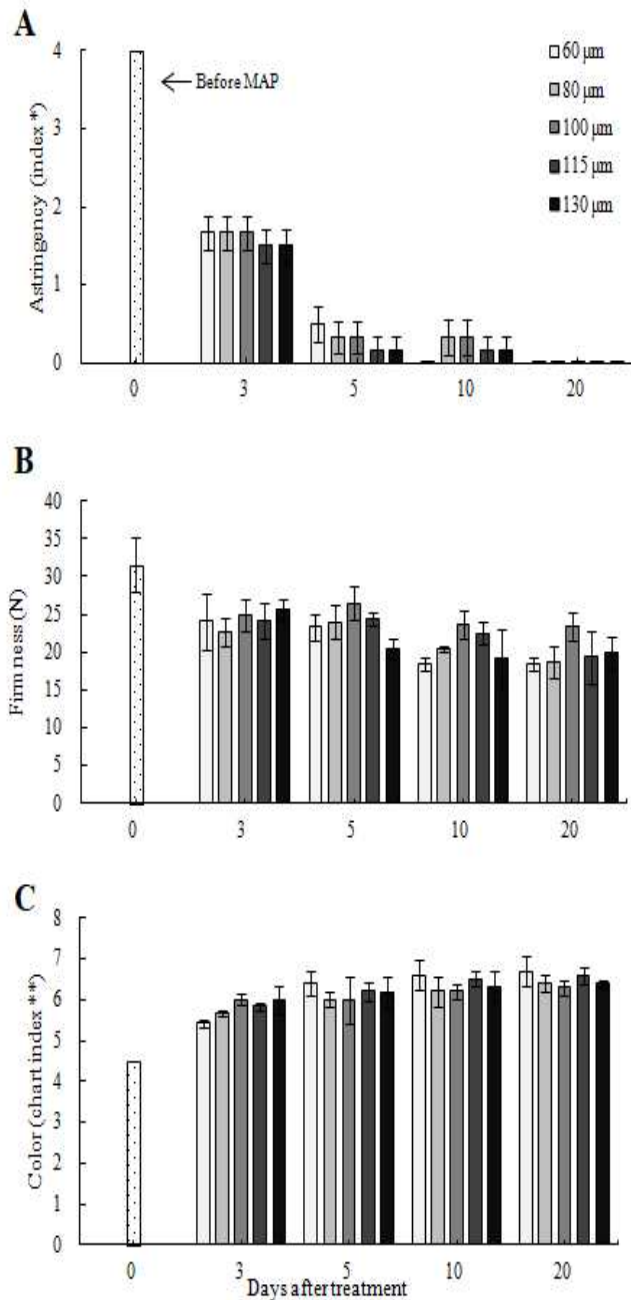 A
4
3
2
1
0
Astringency (index *)
Before MAP
60 μm
80 μm
100 μm
115 μm
130 μm
0 3 5 10 20
B
40
35
30
25
20
15
10
5
0
Firmness (N)
0 3 5 10 20
C
8
7
6
5
4
3
2
1
0
Color (chart index **)
0 3 5 10 20
Days after treatment